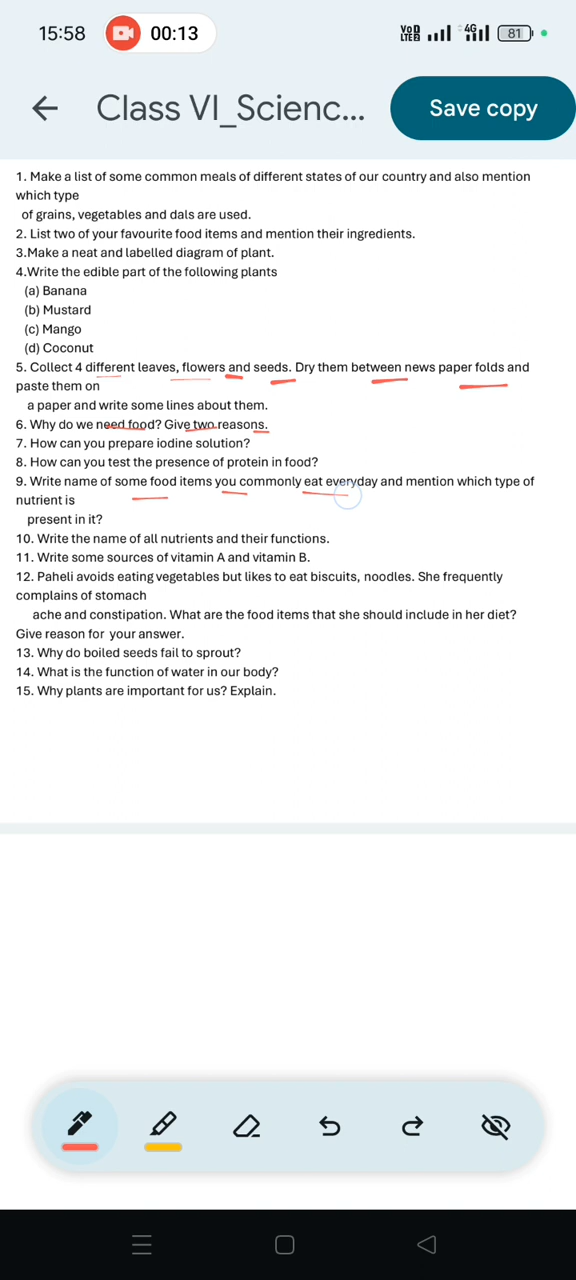 15:58
00:13
Vo LTE2
4G
81
Class VI_Scienc...
Save copy
1. Make a list of some common meals of different states of our country and also mention
which type
of grains, vegetables and dals are used.
2. List two of your favourite food items and mention their ingredients.
3.Make a neat and labelled diagram of plant.
4.Write the edible part of the following plants
(a) Banana
(b) Mustard
(c) Mango
(d) Coconut
5. Collect 4 different leaves, flowers and seeds. Dry them between news paper folds and
paste them on
a paper and write some lines about them.
6. Why do we need food? Give two reasons.
7. How can you prepare iodine solution?
8. How can you test the presence of protein in food?
9. Write name of some food items you commonly eat everyday and mention which type of
nutrient is
present in it?
10. Write the name of all nutrients and their functions.
11. Write some sources of vitamin A and vitamin B.
12. Paheli avoids eating vegetables but likes to eat biscuits, noodles. She frequently
complains of stomach
ache and constipation. What are the food items that she should include in her diet?
Give reason for your answer.
13. Why do boiled seeds fail to sprout?
14. What is the function of water in our body?
15. Why plants are important for us? Explain.